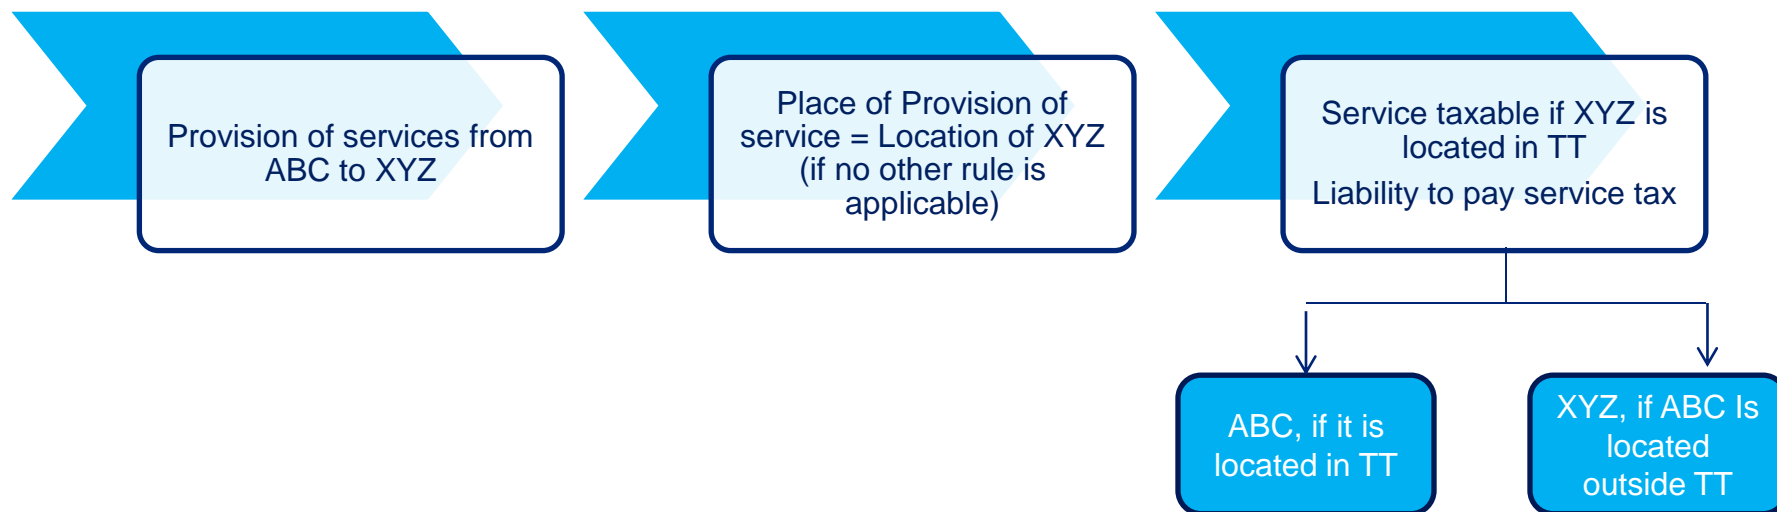 Provision of services from
ABC to XYZ
Place of Provision of
service = Location of XYZ
(if no other rule is
applicable)
Service taxable if XYZ is
located in TT
Liability to pay service tax
ABC, if it is
located in TT
XYZ, if ABC Is
located
outside TT